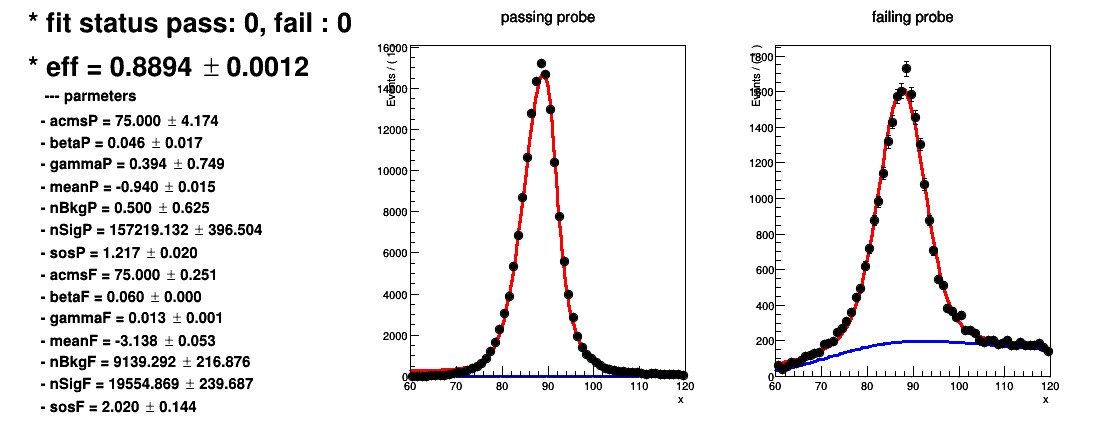 * fit status pass: 0, fail : 0
* eff = 0.8894 ± 0.0012
--- parmeters
- acmsP = 75.000 ± 4.174
- betaP = 0.046 ± 0.017
- gammaP = 0.394 ± 0.749
- meanP = -0.940 ± 0.015
- nBkgP = 0.500 ± 0.625
- nSigP = 157219.132 ± 396.504
- sosP = 1.217 ± 0.020
- acmsF = 75.000 ± 0.251
- betaF = 0.060 ± 0.000
- gammaF = 0.013 ± 0.001
- meanF = -3.138 ± 0.053
- nBkgF = 9139.292 ± 216.876
- nSigF = 19554.869 ± 239.687
- sosF = 2.020 ± 0.144
passing probe
Events / (
16000
14000
12000
10000
8000
6000
4000
2000
0
60 70 80 90 100 110 120
x
failing probe
Events / (
1800
1600
1400
1200
1000
800
600
400
200
0
60 70 80 90 100 110 120
x